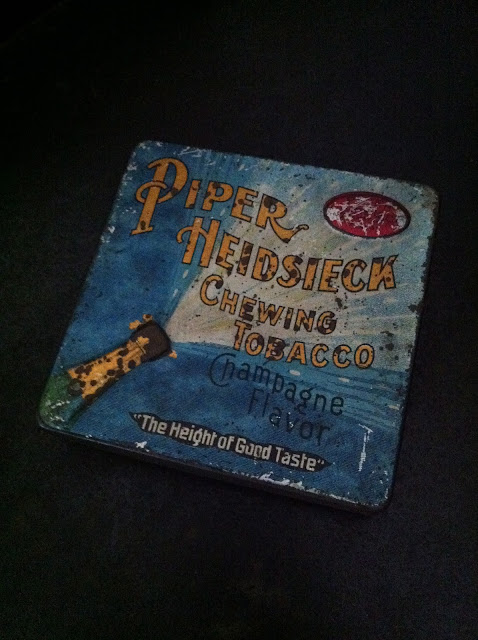 PIPER
HEIDSIECK
CHEWING
TOBACCO
Champagne
Flavor
"The Height of Good Taste"